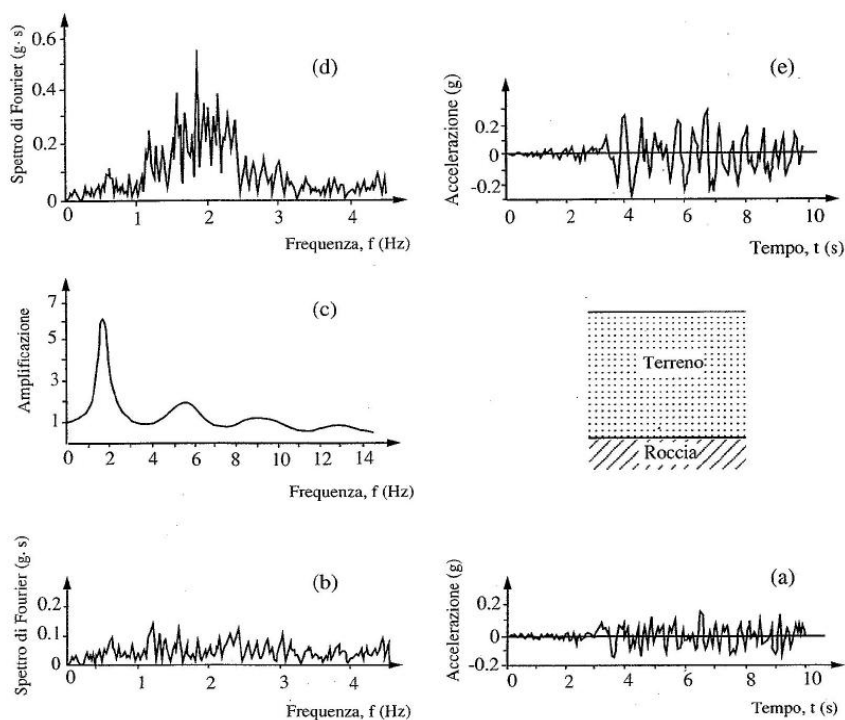 Spettro di Fourier (g. s)
0.6
0.4
0.2
0
(d)
0 1 2 3 4
Frequenza, f (Hz)
Accelerazione (g)
0.2
0
-0.2
(e)
0 2 4 6 8 10
Tempo, t (s)
Amplificazione
7
5
3
1
(c)
0 2 4 6 8 10 12 14
Frequenza, f (Hz)
Terreno
Roccia
Spettro di Fourier (g. s)
0.2
0.1
0
(b)
1 2 3 4
Frequenza, f (Hz)
Accelerazione (g)
0.2
0
-0.2
(a)
0 2 4 6 8 10
Tempo, t (s)